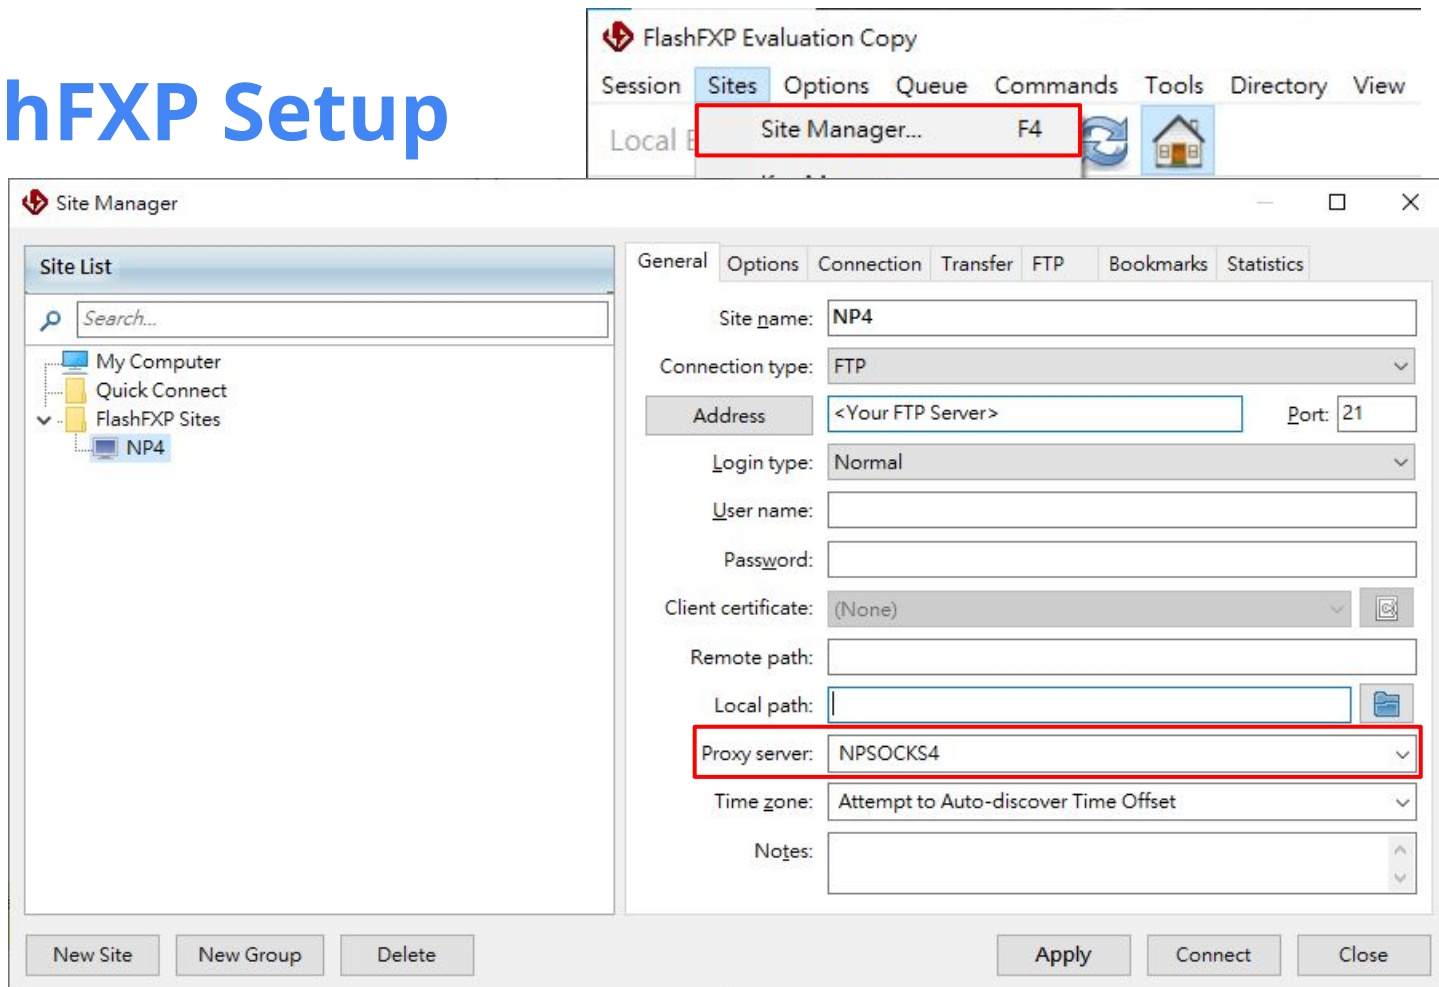 hFXP Setup
FlashFXP Evaluation Copy
Session Sites Options Queue Commands Tools Directory View
Local
Site Manager... F4
Site Manager
Site List
Search...
My Computer
Quick Connect
FlashFXP Sites
NP4
General Options Connection Transfer FTP Bookmarks Statistics
Site name: NP4
Connection type: FTP
Address <Your FTP Server> Port: 21
Login type: Normal
User name:
Password:
Client certificate: (None)
Remote path:
Local path:
Proxy server: NPSOCKS4
Time zone: Attempt to Auto-discover Time Offset
Notes:
New Site New Group Delete Apply Connect Close